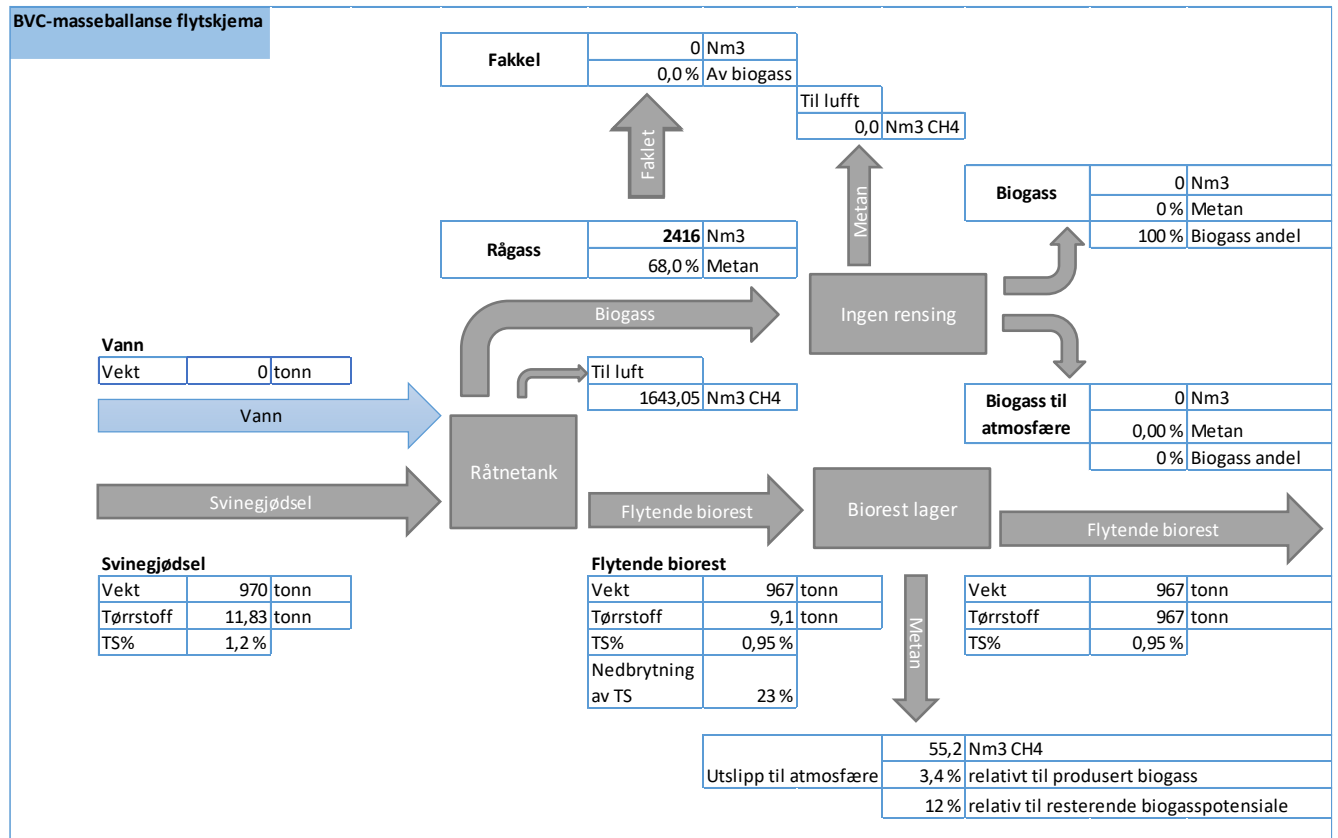 BVC-masseballanse flytskjema
Fakkel
0 Nm3
0,0 % Av biogass
Til lufft
0,0 Nm3 CH4
Faklet
Metan
Rågass
2416 Nm3
68,0 % Metan
Biogass
0 Nm3
0 % Metan
100 % Biogass andel
Biogass
Ingen rensing
Vann
Vekt 0 tonn
Vann
Til luft
1643,05 Nm3 CH4
Biogass til
atmosfære
0 Nm3
0,00 % Metan
0 % Biogass andel
Råtnetank
Svinegjødsel
Flytende biorest
Biorest lager
Flytende biorest
Svinegjødsel
Vekt 970 tonn
Tørrstoff 11,83 tonn
TS% 1,2 %
Flytende biorest
Vekt 967 tonn
Tørrstoff 9,1 tonn
TS% 0,95 %
Nedbrytning
av TS 23 %
Metan
Vekt 967 tonn
Tørrstoff 967 tonn
TS% 0,95 %
Utslipp til atmosfære
55,2 Nm3 CH4
3,4 % relativt til produsert biogass
12 % relativ til resterende biogasspotensiale